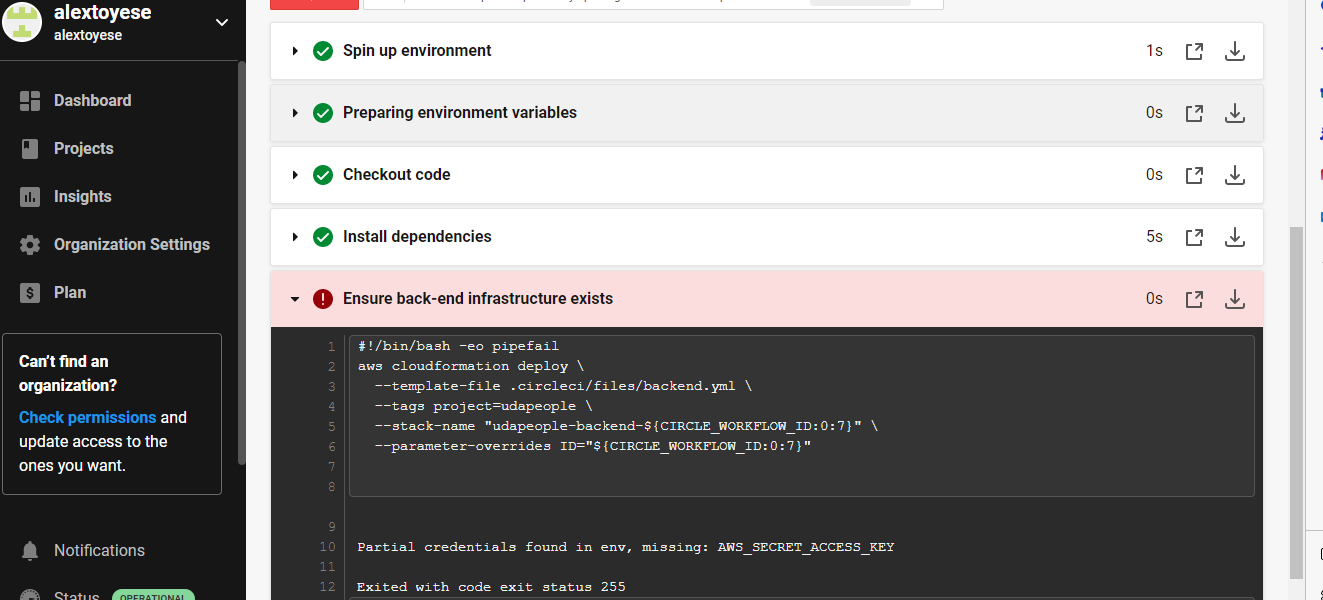 alextoyese
alextoyese
Dashboard
Projects
Insights
Organization Settings
Plan
Can't find an
organization?
Check permissions and
update access to the
ones you want.
Notifications
Status OPERATIONAL
Spin up environment 1s
Preparing environment variables 0s
Checkout code 0s
Install dependencies 5s
Ensure back-end infrastructure exists 0s
1 #!/bin/bash -eo pipefail
2 aws cloudformation deploy \
3 --template-file .circleci/files/backend.yml \
4 --tags project=udapeople \
5 --stack-name "udapeople-backend-${CIRCLE_WORKFLOW_ID:0:7}" \
6 --parameter-overrides ID="${CIRCLE_WORKFLOW_ID:0:7}"
7
8
9
10 Partial credentials found in env, missing: AWS_SECRET_ACCESS_KEY
11
12 Exited with code exit status 255